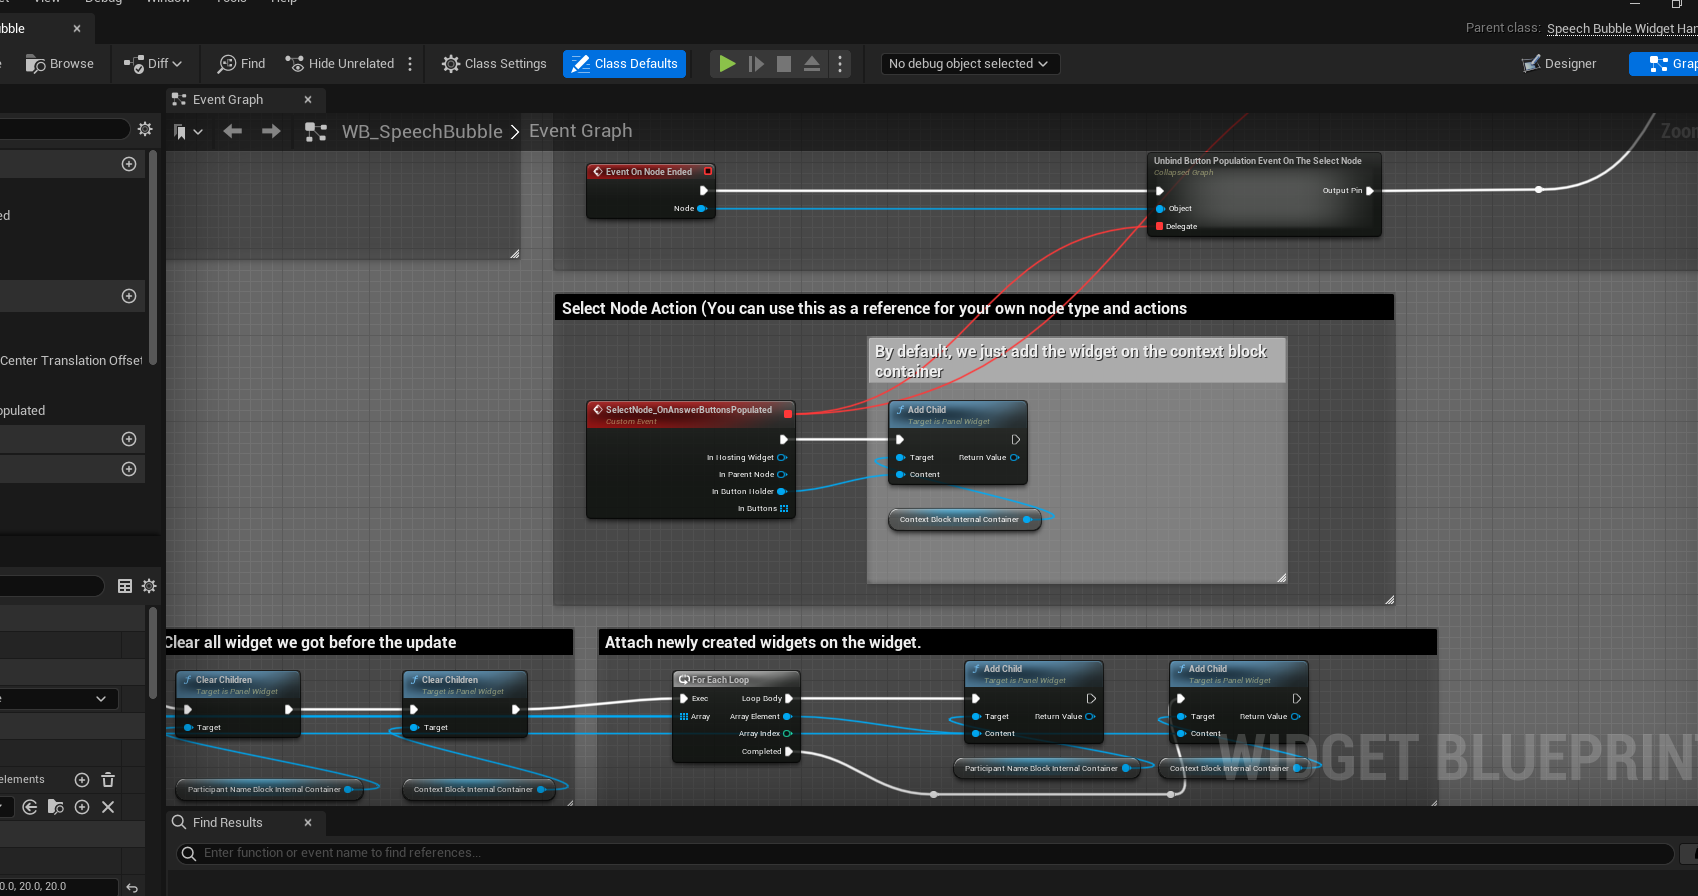 View
Debug
Window
Tools
Help
Parent class: Speech Bubble Widget Han
Browse
Diff
Find
Hide Unrelated
Class Settings
Class Defaults
No debug object selected
Designer
Event Graph
WB_SpeechBubble > Event Graph
Zoo
Event On Node Ended
Node
Unbind Button Population Event On The Select Node
Collapsed Graph
Output Pin
Object
Delegate
Select Node Action (You can use this as a reference for your own node type and actions
By default, we just add the widget on the context block
container
SelectNode_OnAnswerButtonsPopulated
Custom Event
In Hosting Widget
In Parent Node
In Button Holder
In Buttons
Add Child
Target is Panel Widget
Target
Return Value
Content
Context Block Internal Container
Center Translation Offset
opulated
Clear all widget we got before the update
Clear Children
Target is Panel Widget
Target
Participant Name Block Internal Container
Clear Children
Target is Panel Widget
Target
Context Block Internal Container
Attach newly created widgets on the widget.
For Each Loop
Exec
Loop Body
Array
Array Element
Array Index
Completed
Add Child
Target is Panel Widget
Target
Return Value
Content
Participant Name Block Internal Container
Add Child
Target is Panel Widget
Target
Return Value
Content
Context Block Internal Container
WIDGET BLUEPRIN
elements
0.0, 20.0, 20.0
Find Results
Enter function or event name to find references...